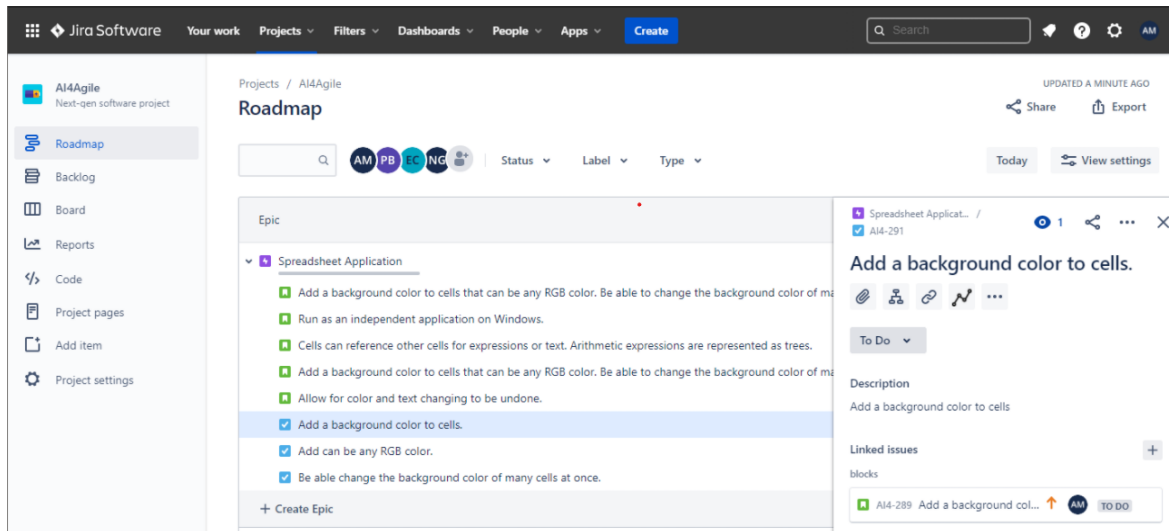 Jira Software Your work Projects Filters Dashboards People Apps Create Search AM
AI4Agile
Next-gen software project
Roadmap
Backlog
Board
Reports
Code
Project pages
Add item
Project settings
Projects / AI4Agile
Roadmap
UPDATED A MINUTE AGO
Share Export
AM PB EC NG Status Label Type Today View settings
Epic
Spreadsheet Application
Add a background color to cells that can be any RGB color. Be able to change the background color of ma
Run as an independent application on Windows.
Cells can reference other cells for expressions or text. Arithmetic expressions are represented as trees.
Add a background color to cells that can be any RGB color. Be able to change the background color of ma
Allow for color and text changing to be undone.
Add a background color to cells.
Add can be any RGB color.
Be able change the background color of many cells at once.
+ Create Epic
Spreadsheet Applicat... /
AI4-291
1
Add a background color to cells.
To Do
Description
Add a background color to cells
Linked issues
blocks
AI4-289 Add a background col... AM TO DO